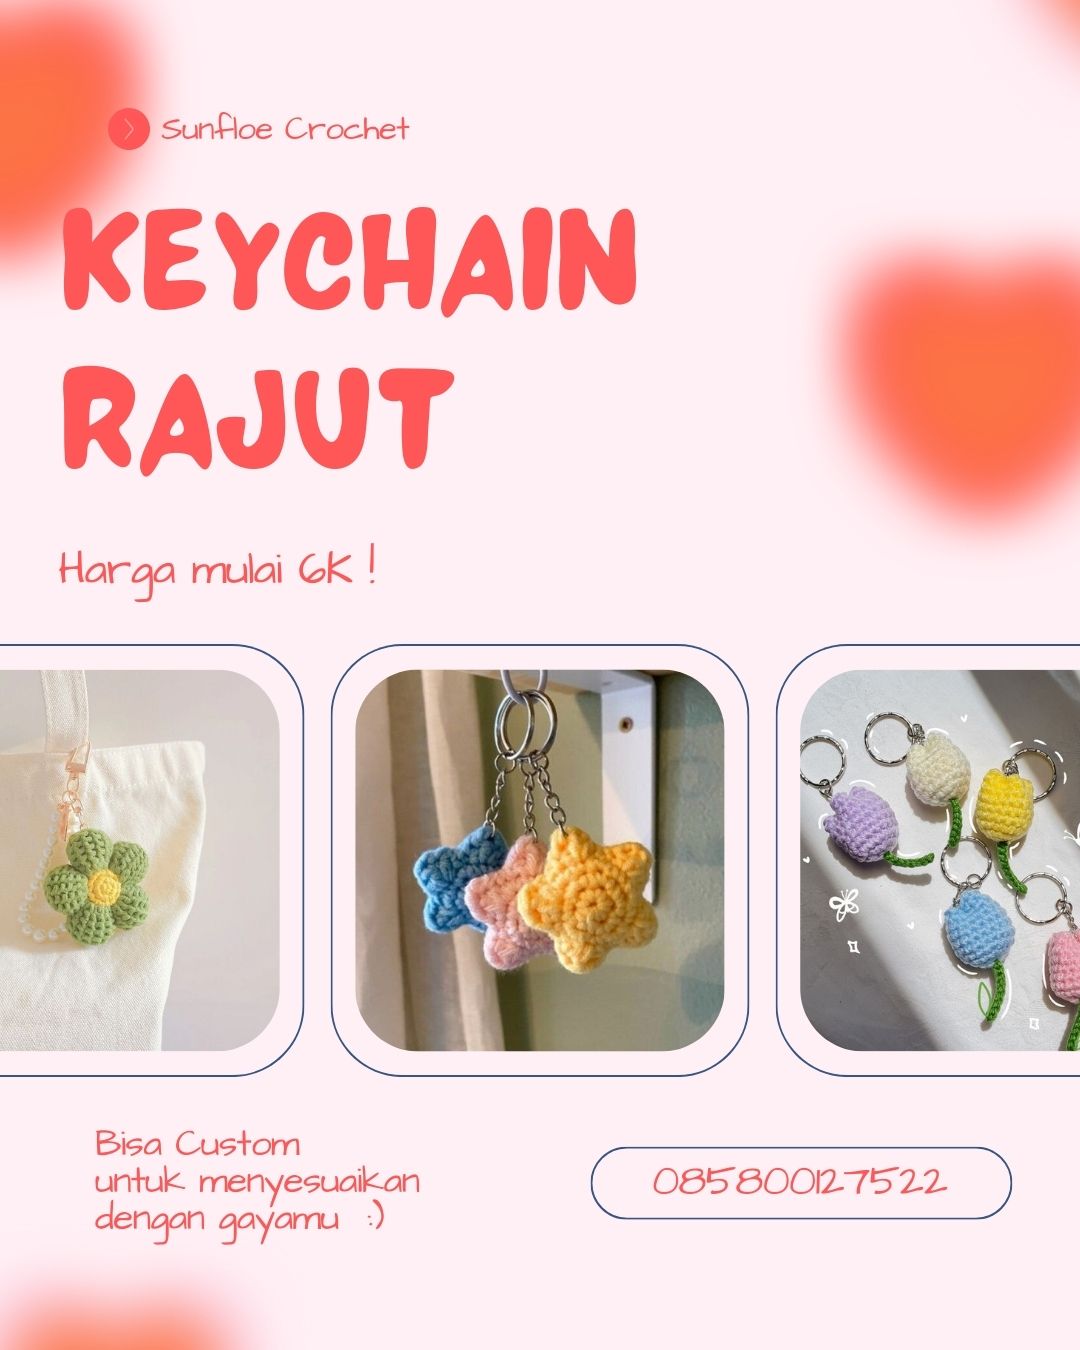 Sunfloe Crochet
KEYCHAIN
RAJUT
Harga mulai 6K !
Bisa Custom
untuk menyesuaikan
dengan gayamu :)
085800127522